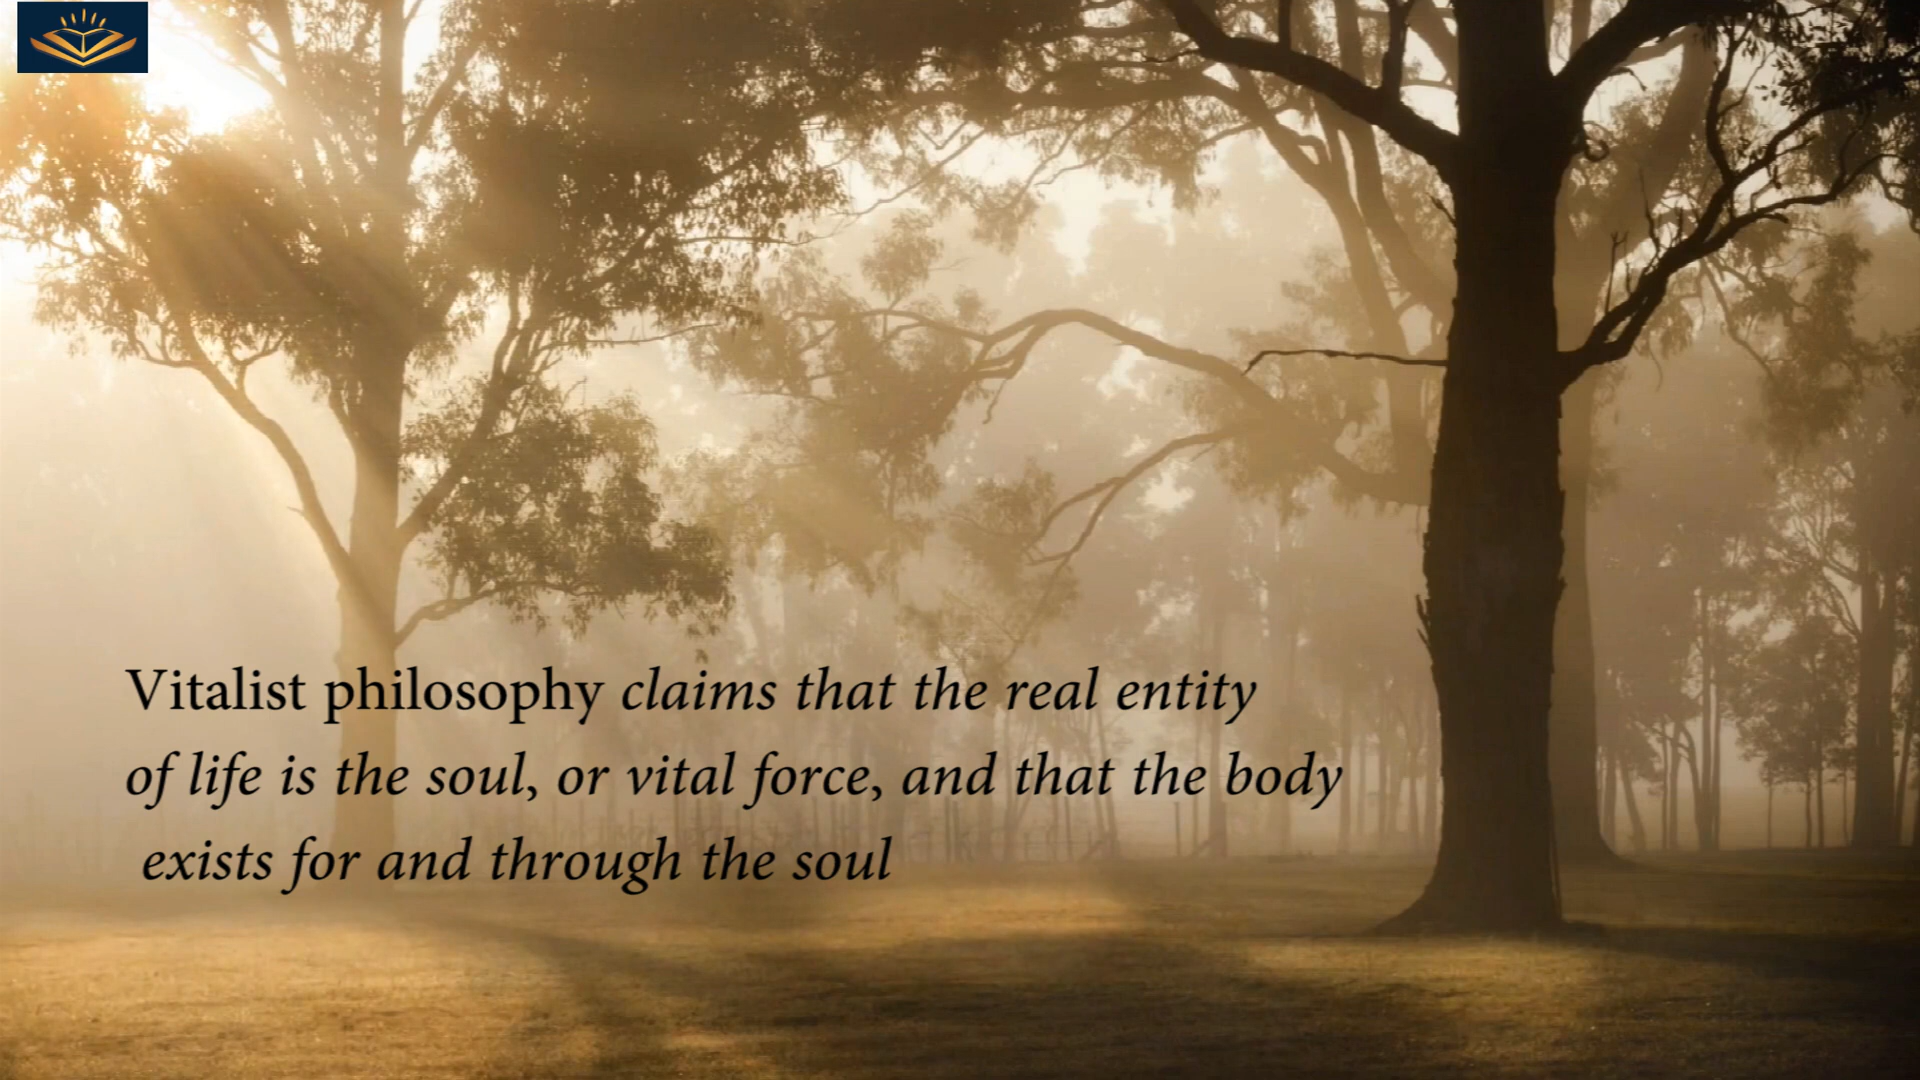 Vitalist philosophy claims that the real entity
of life is the soul, or vital force, and that the body
exists for and through the soul